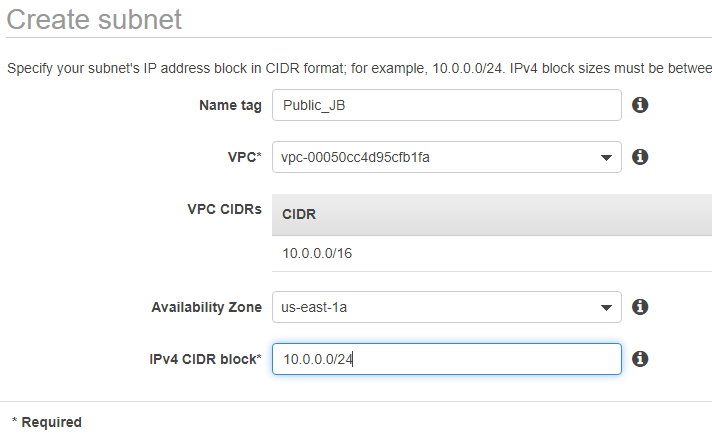 Create subnet
Specify your subnet's IP address block in CIDR format; for example, 10.0.0.0/24. IPv4 block sizes must be
Name tag Public_JB
VPC* vpc-00050cc4d95cfb1fa
VPC CIDRs CIDR
10.0.0.0/16
Availability Zone us-east-1a
IPv4 CIDR block* 10.0.0.0/24
* Required